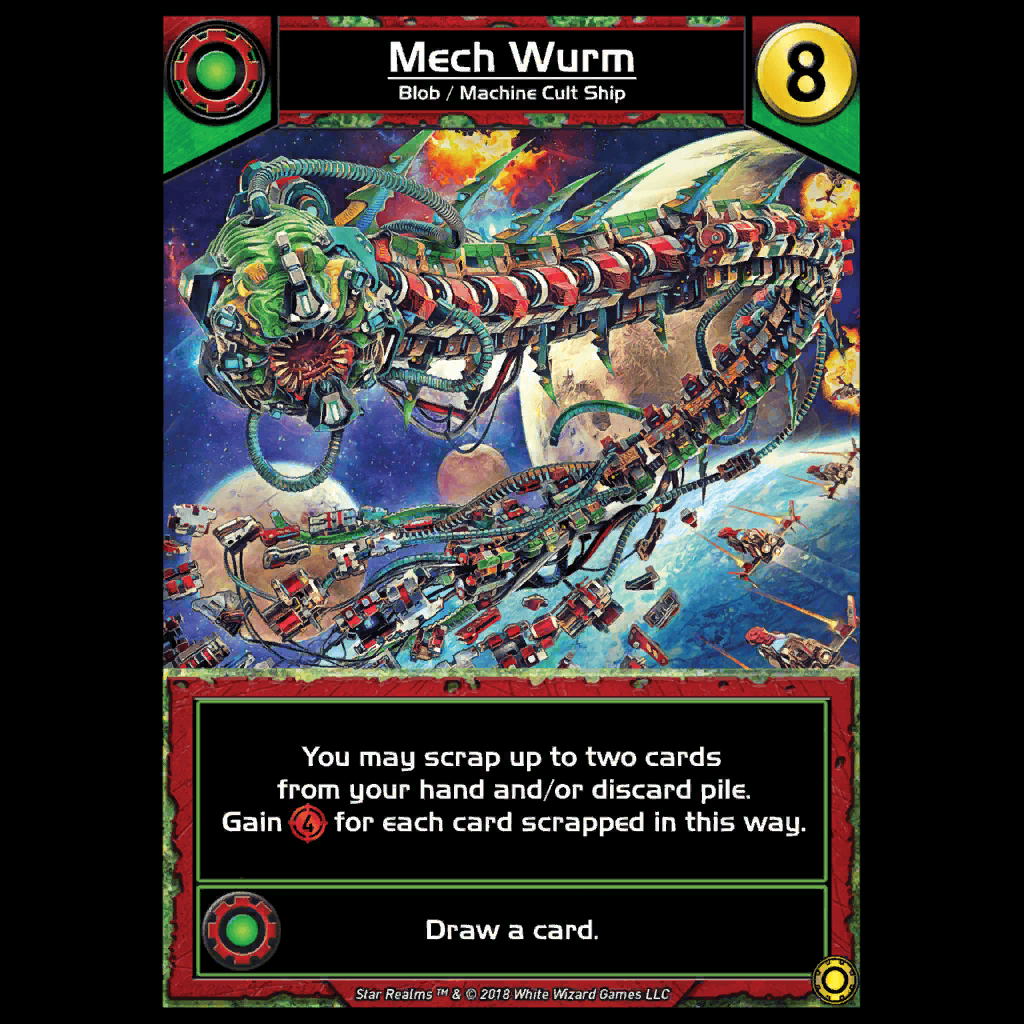 Mech Wurm
Blob / Machine Cult Ship
8
You may scrap up to two cards
from your hand and/or discard pile.
Gain 4 for each card scrapped in this way.
Draw a card.
Star Realms ™ & © 2018 White Wizard Games LLC